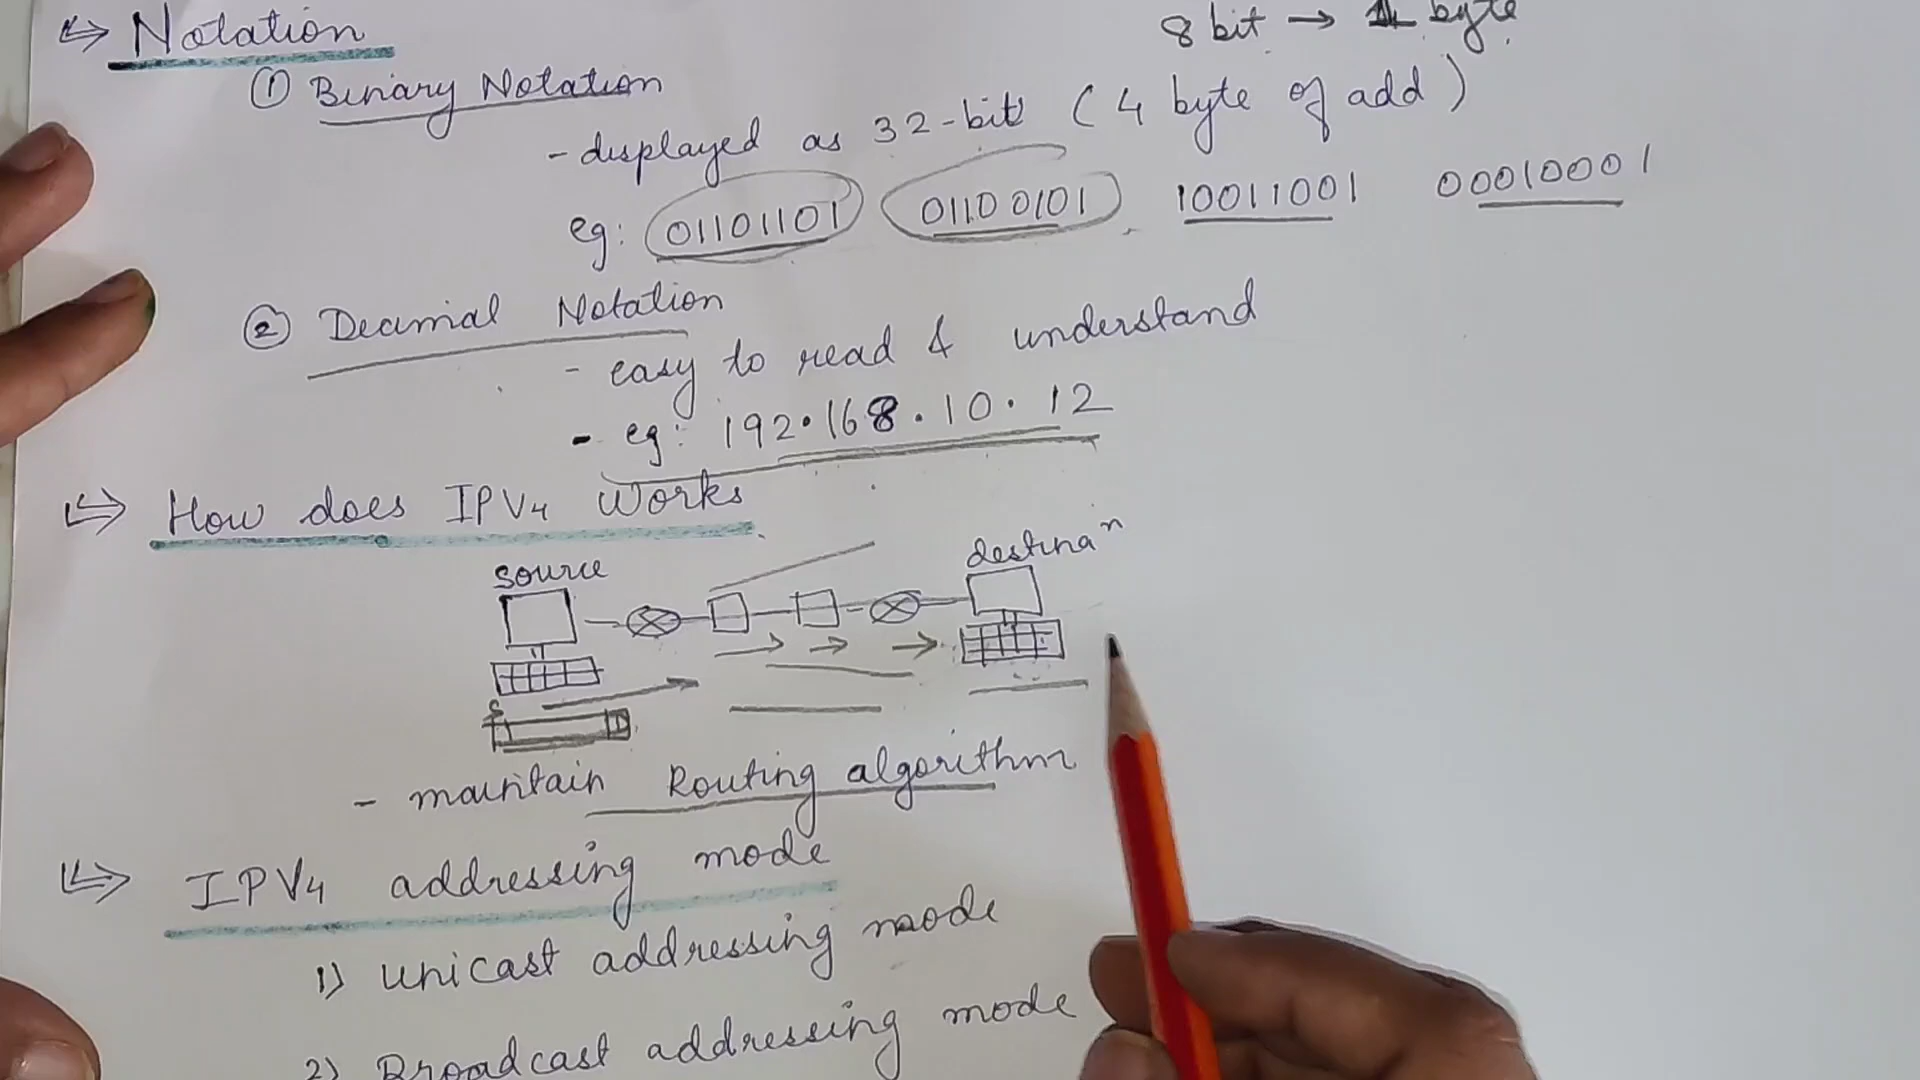 Notation
8 bit → 1 byte
① Binary Notation
- displayed as 32-bit (4 byte of add)
eg: 01101101 01100101 10011001 00010001
② Decimal Notation
- easy to read & understand
- eg: 192.168.10.12
How does IPV4 Works
source destinaⁿ
S D
- maintain Routing algorithm
IPV4 addressing mode
1) Unicast addressing mode
2) Broadcast addressing mode